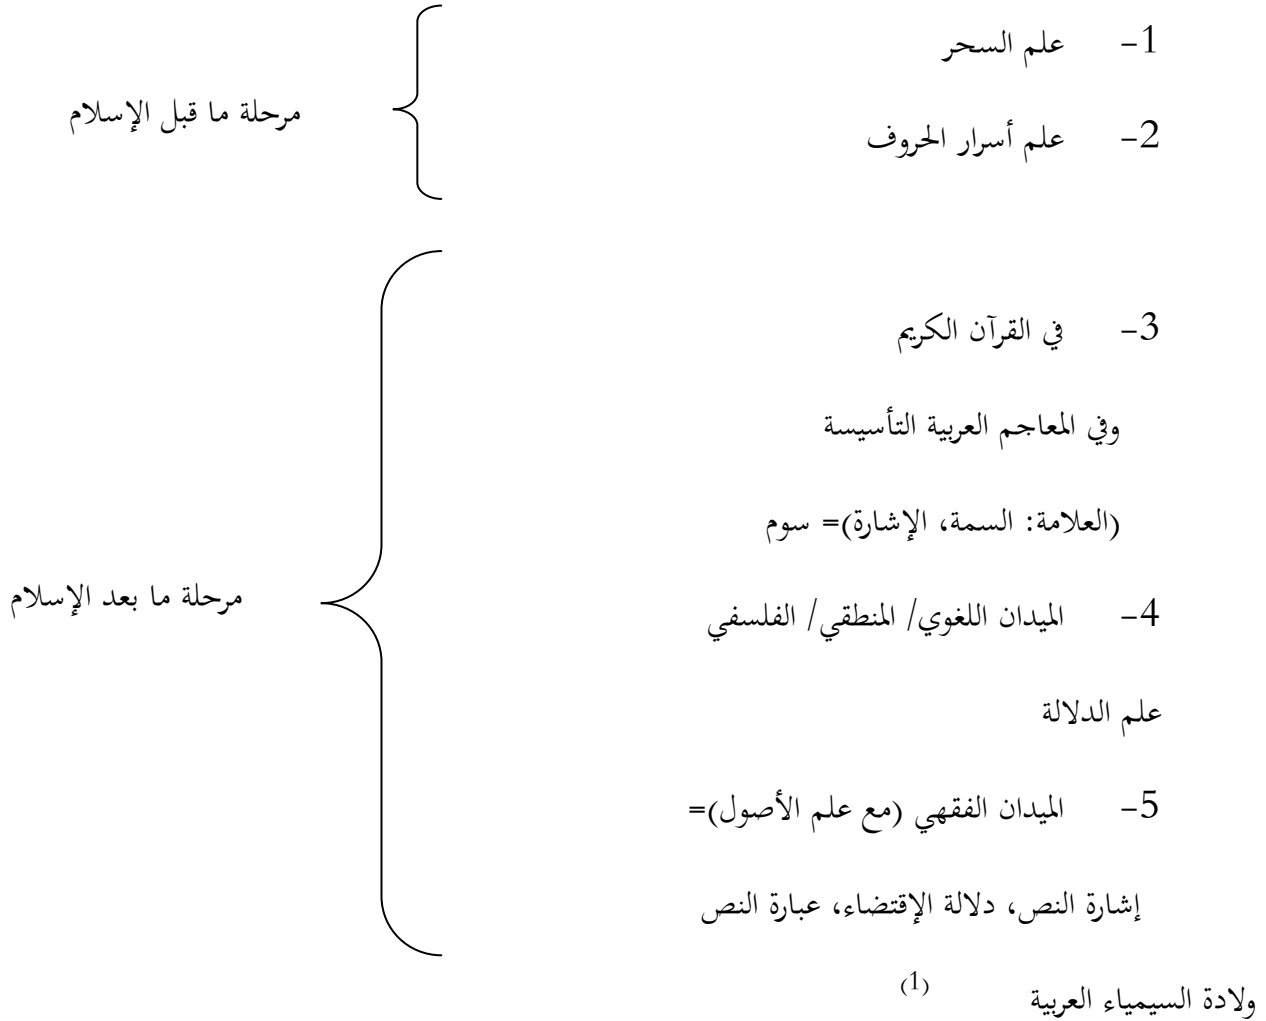 1- علم السحر
2- علم أسرار الحروف
مرحلة ما قبل الإسلام
3- في القرآن الكريم
وفي المعاجم العربية التأسيسة
(العلامة: السمة، الإشارة)= سوم
4- الميدان اللغوي/ المنطقي/ الفلسفي
علم الدلالة
5- الميدان الفقهي (مع علم الأصول)=
إشارة النص، دلالة الإقتضاء، عبارة النص
مرحلة ما بعد الإسلام
ولادة السيمياء العربية (1)